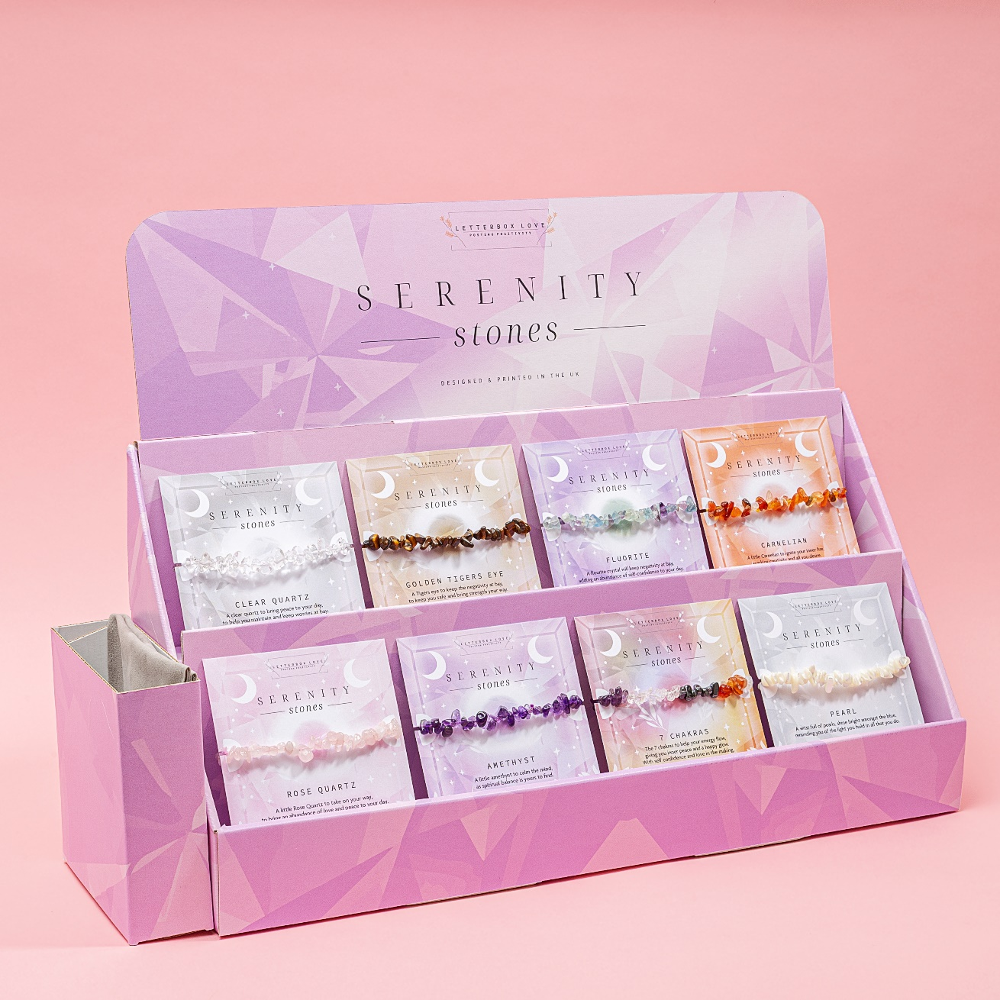 LETTERBOX LOVE
POSTING POSITIVITY
SERENITY
stones
DESIGNED & PRINTED IN THE UK
LETTERBOX LOVE
SERENITY
stones
CLEAR QUARTZ
A clear quartz to bring peace to your day,
to help you maintain and keep worries at bay.
LETTERBOX LOVE
SERENITY
stones
GOLDEN TIGERS EYE
A Tigers eye to keep the negativity at bay,
to keep you safe and bring strength your way.
LETTERBOX LOVE
SERENITY
stones
FLUORITE
A flourite crystal will keep negativity at bay,
adding an abundance of self-confidence to your day.
LETTERBOX LOVE
SERENITY
stones
CARNELIAN
A little Carnelian to ignite your inner fire,
creativity and all you desire.
LETTERBOX LOVE
SERENITY
stones
ROSE QUARTZ
A little Rose Quartz to take on your way,
to bring an abundance of love and peace to your day.
LETTERBOX LOVE
SERENITY
stones
AMETHYST
A little amethyst to calm the mind,
as spitirual balance is yours to find.
LETTERBOX LOVE
SERENITY
stones
7 CHAKRAS
The 7 chakras to help your energy flow,
giving you inner peace and a happy glow.
With self confidence and love in the making,
LETTERBOX LOVE
SERENITY
stones
PEARL
A wrist full of pearls, shine bright amongst the blue,
reminding you of the light you hold in all that you do.